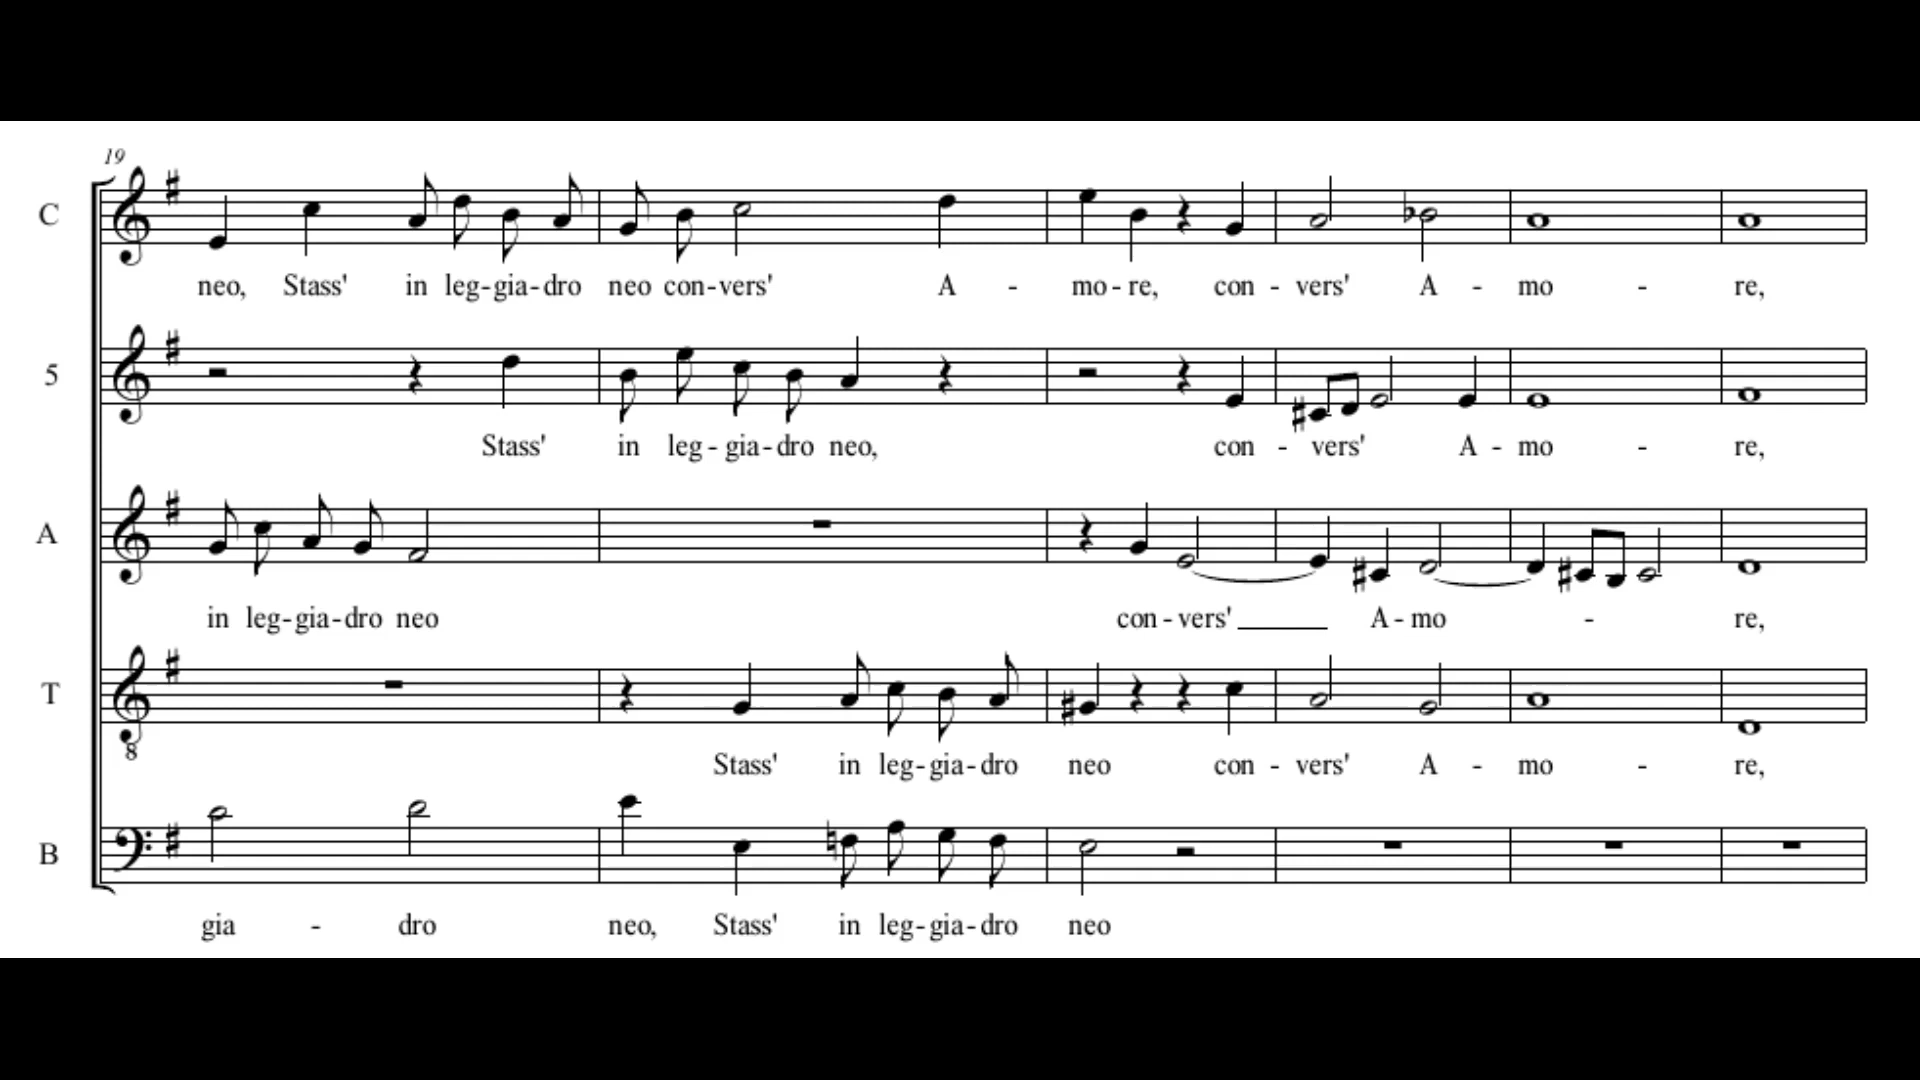 19
C
neo, Stass' in leg-gia-dro neo con-vers' A - mo-re, con - vers' A - mo - re,
5
Stass' in leg-gia-dro neo, con - vers' A - mo - re,
A
in leg-gia-dro neo con-vers' A-mo - re,
T
8
Stass' in leg-gia-dro neo con - vers' A - mo - re,
B
gia - dro neo, Stass' in leg-gia-dro neo